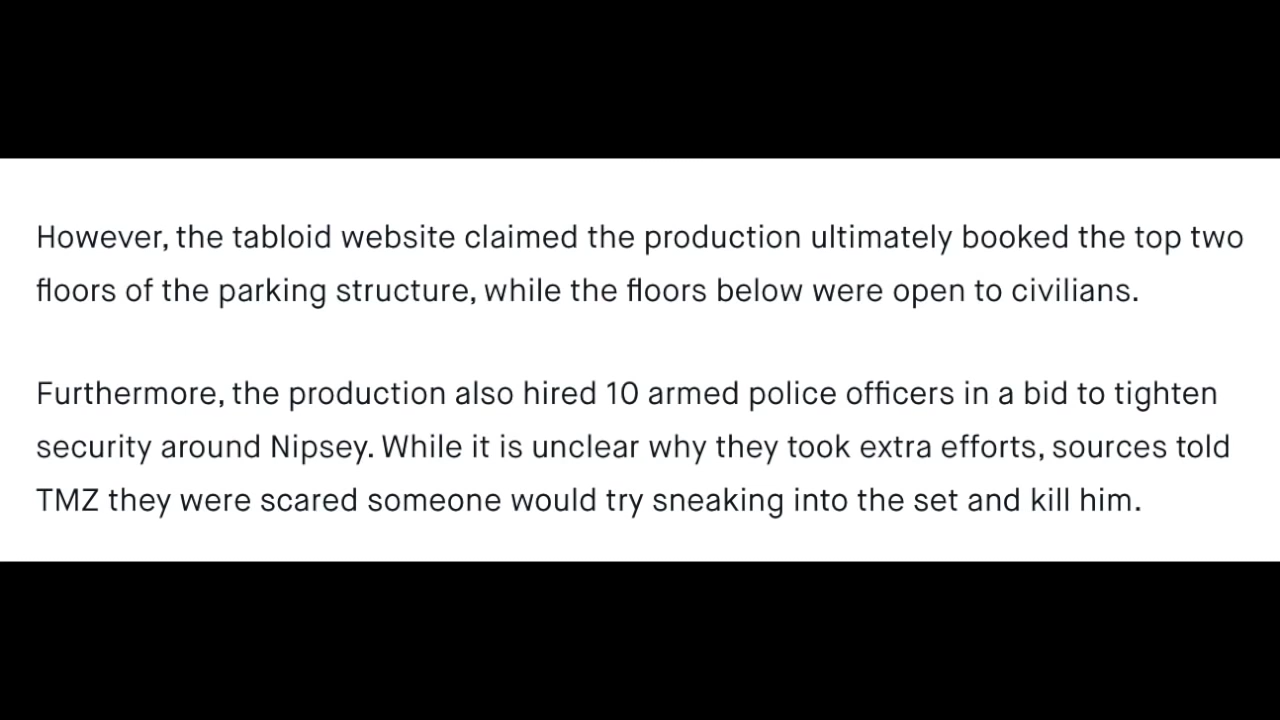 However, the tabloid website claimed the production ultimately booked the top two
floors of the parking structure, while the floors below were open to civilians.
Furthermore, the production also hired 10 armed police officers in a bid to tighten
security around Nipsey. While it is unclear why they took extra efforts, sources told
TMZ they were scared someone would try sneaking into the set and kill him.